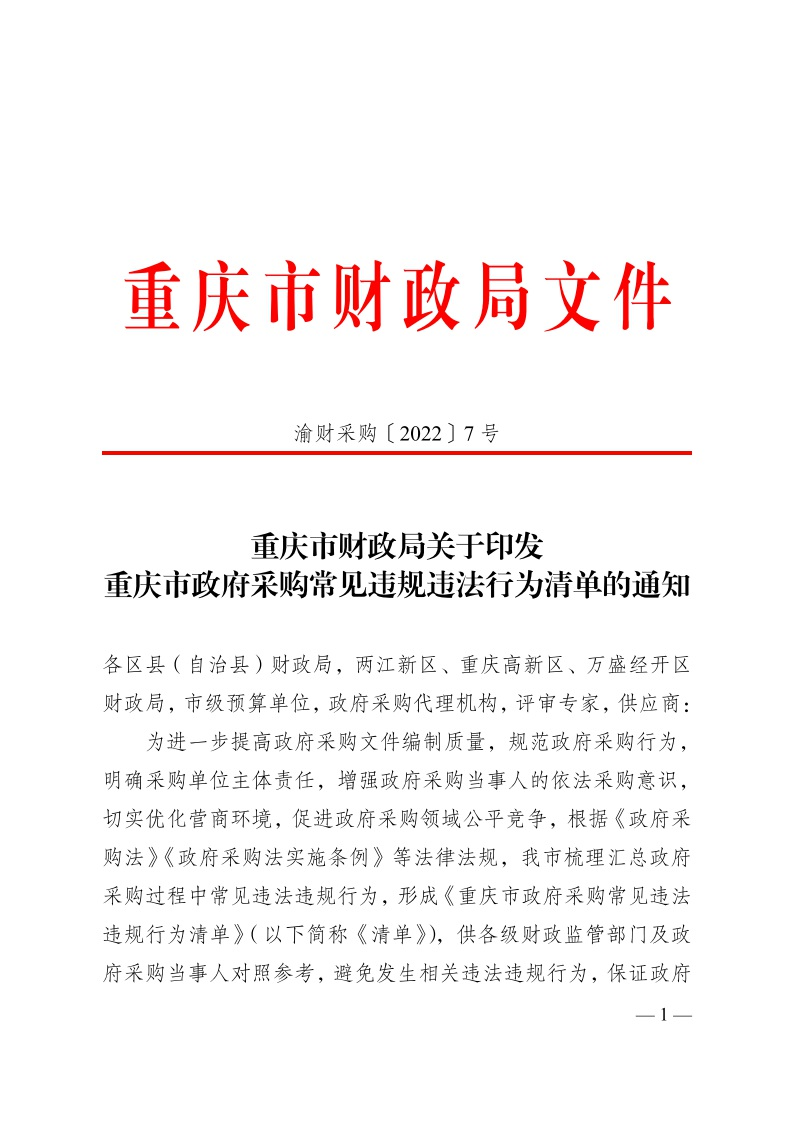 重庆市财政局文件
渝财采购〔2022〕7 号
重庆市财政局关于印发
重庆市政府采购常见违规违法行为清单的通知
各区县（自治县）财政局，两江新区、重庆高新区、万盛经开区
财政局，市级预算单位，政府采购代理机构，评审专家，供应商：
为进一步提高政府采购文件编制质量，规范政府采购行为，
明确采购单位主体责任，增强政府采购当事人的依法采购意识，
切实优化营商环境，促进政府采购领域公平竞争，根据《政府采
购法》《政府采购法实施条例》等法律法规，我市梳理汇总政府
采购过程中常见违法违规行为，形成《重庆市政府采购常见违法
违规行为清单》（以下简称《清单》），供各级财政监管部门及政
府采购当事人对照参考，避免发生相关违法违规行为，保证政府
— 1 —